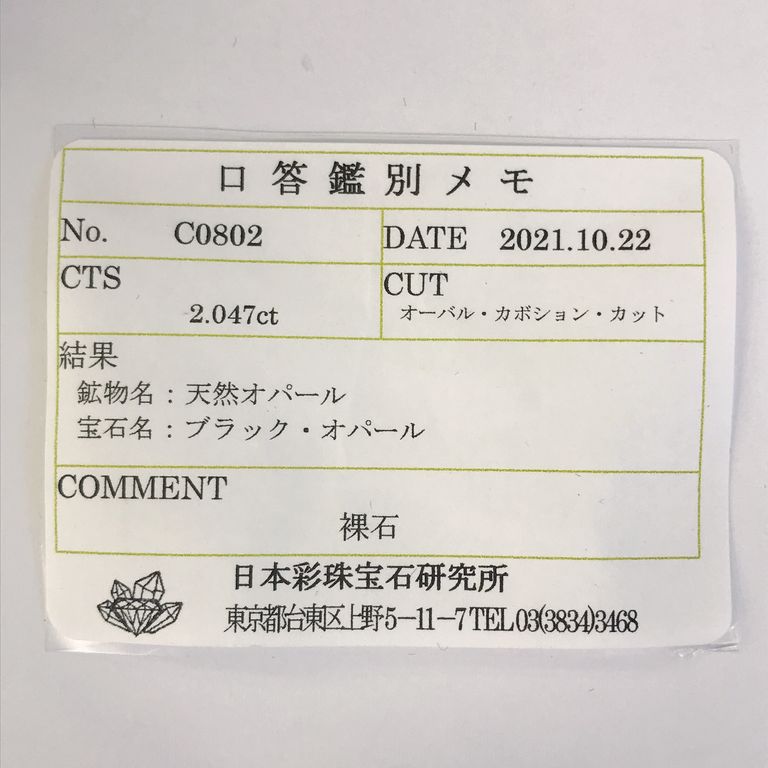 口答鑑別メモ
No. C0802 DATE 2021.10.22
CTS CUT
2.047ct オーバル・カボション・カット
結果
鉱物名：天然オパール
宝石名：ブラック・オパール
COMMENT
裸石
日本彩珠宝石研究所
東京都台東区上野5－11－7TEL03(3834)3468